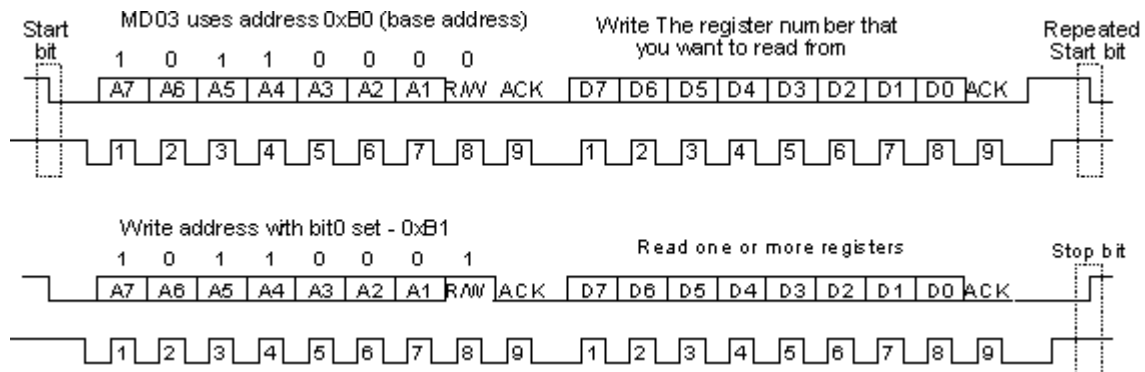 MD03 uses address 0xB0 (base address)
Write The register number that
you want to read from
Start
bit
Repeated
Start bit
1 0 1 1 0 0 0 0
A7 A6 A5 A4 A3 A2 A1 R/W ACK D7 D6 D5 D4 D3 D2 D1 D0 ACK
1 2 3 4 5 6 7 8 9 1 2 3 4 5 6 7 8 9
Write address with bit0 set - 0xB1
Read one or more registers
Stop bit
1 0 1 1 0 0 0 1
A7 A6 A5 A4 A3 A2 A1 R/W ACK D7 D6 D5 D4 D3 D2 D1 D0 ACK
1 2 3 4 5 6 7 8 9 1 2 3 4 5 6 7 8 9